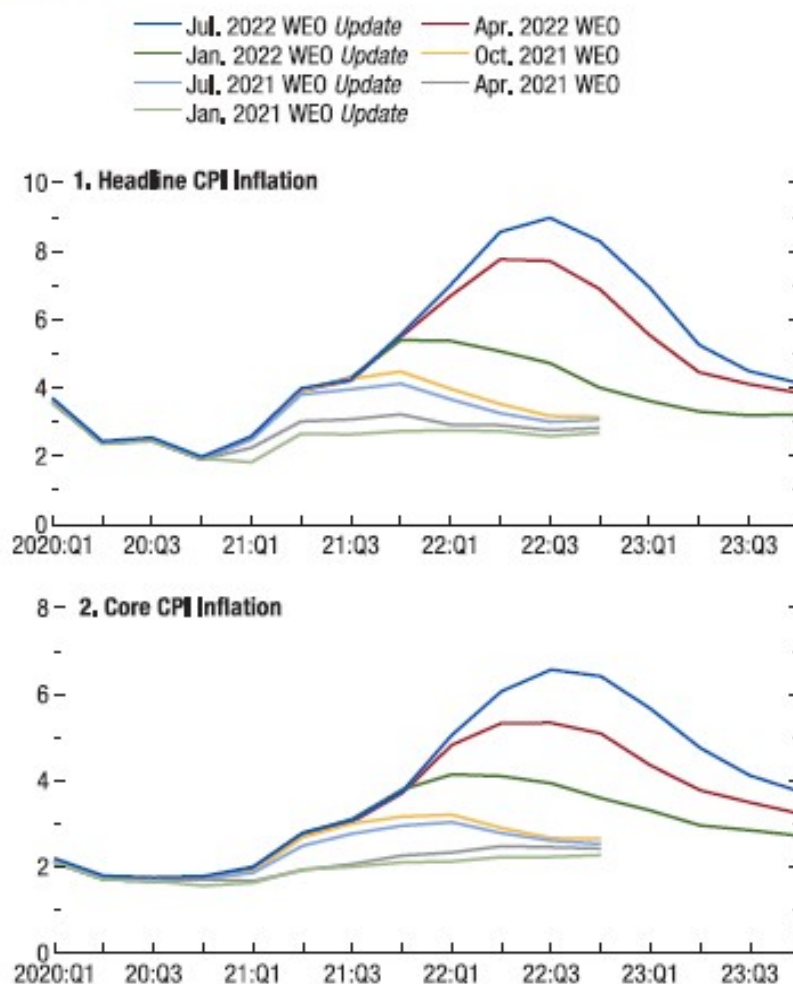 Jul. 2022 WEO Update Apr. 2022 WEO
Jan. 2022 WEO Update Oct. 2021 WEO
Jul. 2021 WEO Update Apr. 2021 WEO
Jan. 2021 WEO Update
1. Headline CPI Inflation
10
8
6
4
2
0
2020:Q1 20:Q3 21:Q1 21:Q3 22:Q1 22:Q3 23:Q1 23:Q3
2. Core CPI Inflation
8
6
4
2
0
2020:Q1 20:Q3 21:Q1 21:Q3 22:Q1 22:Q3 23:Q1 23:Q3